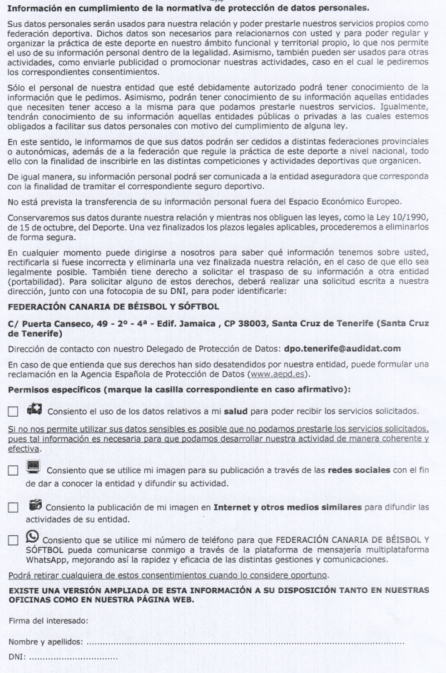 Información en cumplimiento de la normativa de protección de datos personales.
Sus datos personales serán usados para nuestra relación y poder prestarle nuestros servicios propios como
federación deportiva. Dichos datos son necesarios para relacionarnos con usted y para poder regular y
organizar la práctica de este deporte en nuestro ámbito funcional y territorial propio, lo que nos permite
el uso de su información personal dentro de la legalidad. Asimismo, también pueden ser usados para otras
actividades, como enviarle publicidad o promocionar nuestras actividades, caso en el cual le pediremos
los correspondientes consentimientos.
Sólo el personal de nuestra entidad que esté debidamente autorizado podrá tener conocimiento de la
información que le pedimos. Asimismo, podrán tener conocimiento de su información aquellas entidades
que necesiten tener acceso a la misma para que podamos prestarle nuestros servicios. Igualmente,
tendrán conocimiento de su información aquellas entidades públicas o privadas a las cuales estemos
obligados a facilitar sus datos personales con motivo del cumplimiento de alguna ley.
En este sentido, le informamos de que sus datos podrán ser cedidos a distintas federaciones provinciales
o autonómicas, además de a la federación que regule la práctica de este deporte a nivel nacional, todo
ello con la finalidad de inscribirle en las distintas competiciones y actividades deportivas que organicen.
De igual manera, su información personal podrá ser comunicada a la entidad aseguradora que corresponda
con la finalidad de tramitar el correspondiente seguro deportivo.
No está prevista la transferencia de su información personal fuera del Espacio Económico Europeo.
Conservaremos sus datos durante nuestra relación y mientras nos obliguen las leyes, como la Ley 10/1990,
de 15 de octubre, del Deporte. Una vez finalizados los plazos legales aplicables, procederemos a eliminarlos
de forma segura.
En cualquier momento puede dirigirse a nosotros para saber qué información tenemos sobre usted,
rectificarla si fuese incorrecta y eliminarla una vez finalizada nuestra relación, en el caso de que ello sea
legalmente posible. También tiene derecho a solicitar el traspaso de su información a otra entidad
(portabilidad). Para solicitar alguno de estos derechos, deberá realizar una solicitud escrita a nuestra
dirección, junto con una fotocopia de su DNI, para poder identificarle:
FEDERACIÓN CANARIA DE BÉISBOL Y SÓFTBOL
C/ Puerta Canseco, 49 - 2º - 4ª - Edif. Jamaica , CP 38003, Santa Cruz de Tenerife (Santa Cruz
de Tenerife)
Dirección de contacto con nuestro Delegado de Protección de Datos: dpo.tenerife@audidat.com
En caso de que entienda que sus derechos han sido desatendidos por nuestra entidad, puede formular una
reclamación en la Agencia Española de Protección de Datos (www.aepd.es).
Permisos específicos (marque la casilla correspondiente en caso afirmativo):
Consiento el uso de los datos relativos a mi salud para poder recibir los servicios solicitados.
Si no nos permite utilizar sus datos sensibles es posible que no podamos prestarle los servicios solicitados,
pues tal información es necesaria para que podamos desarrollar nuestra actividad de manera coherente y
efectiva.
Consiento que se utilice mi imagen para su publicación a través de las redes sociales con el fin
de dar a conocer la entidad y difundir su actividad.
Consiento la publicación de mi imagen en Internet y otros medios similares para difundir las
actividades de su entidad.
Consiento que se utilice mi número de teléfono para que FEDERACIÓN CANARIA DE BÉISBOL Y
SÓFTBOL pueda comunicarse conmigo a través de la plataforma de mensajería multiplataforma
WhatsApp, mejorando así la rapidez y eficacia de las distintas gestiones y comunicaciones.
Podrá retirar cualquiera de estos consentimientos cuando lo considere oportuno.
EXISTE UNA VERSIÓN AMPLIADA DE ESTA INFORMACIÓN A SU DISPOSICIÓN TANTO EN NUESTRAS
OFICINAS COMO EN NUESTRA PÁGINA WEB.
Firma del interesado:
Nombre y apellidos: ................................................................
DNI: ..............................